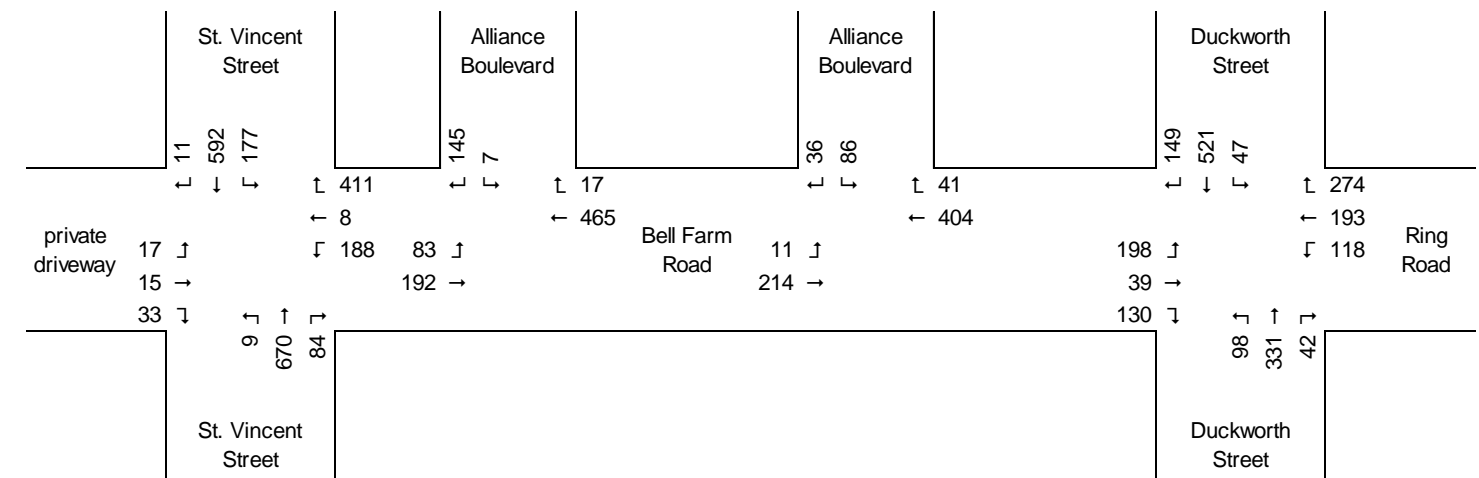 St. Vincent
Street
Alliance
Boulevard
Alliance
Boulevard
Duckworth
Street
11
592
177
145
7
36
86
149
521
47
411
8
188
17
465
41
404
274
193
118
private
driveway
17
15
33
83
192
Bell Farm
Road
11
214
198
39
130
Ring
Road
9
670
84
98
331
42
St. Vincent
Street
Duckworth
Street